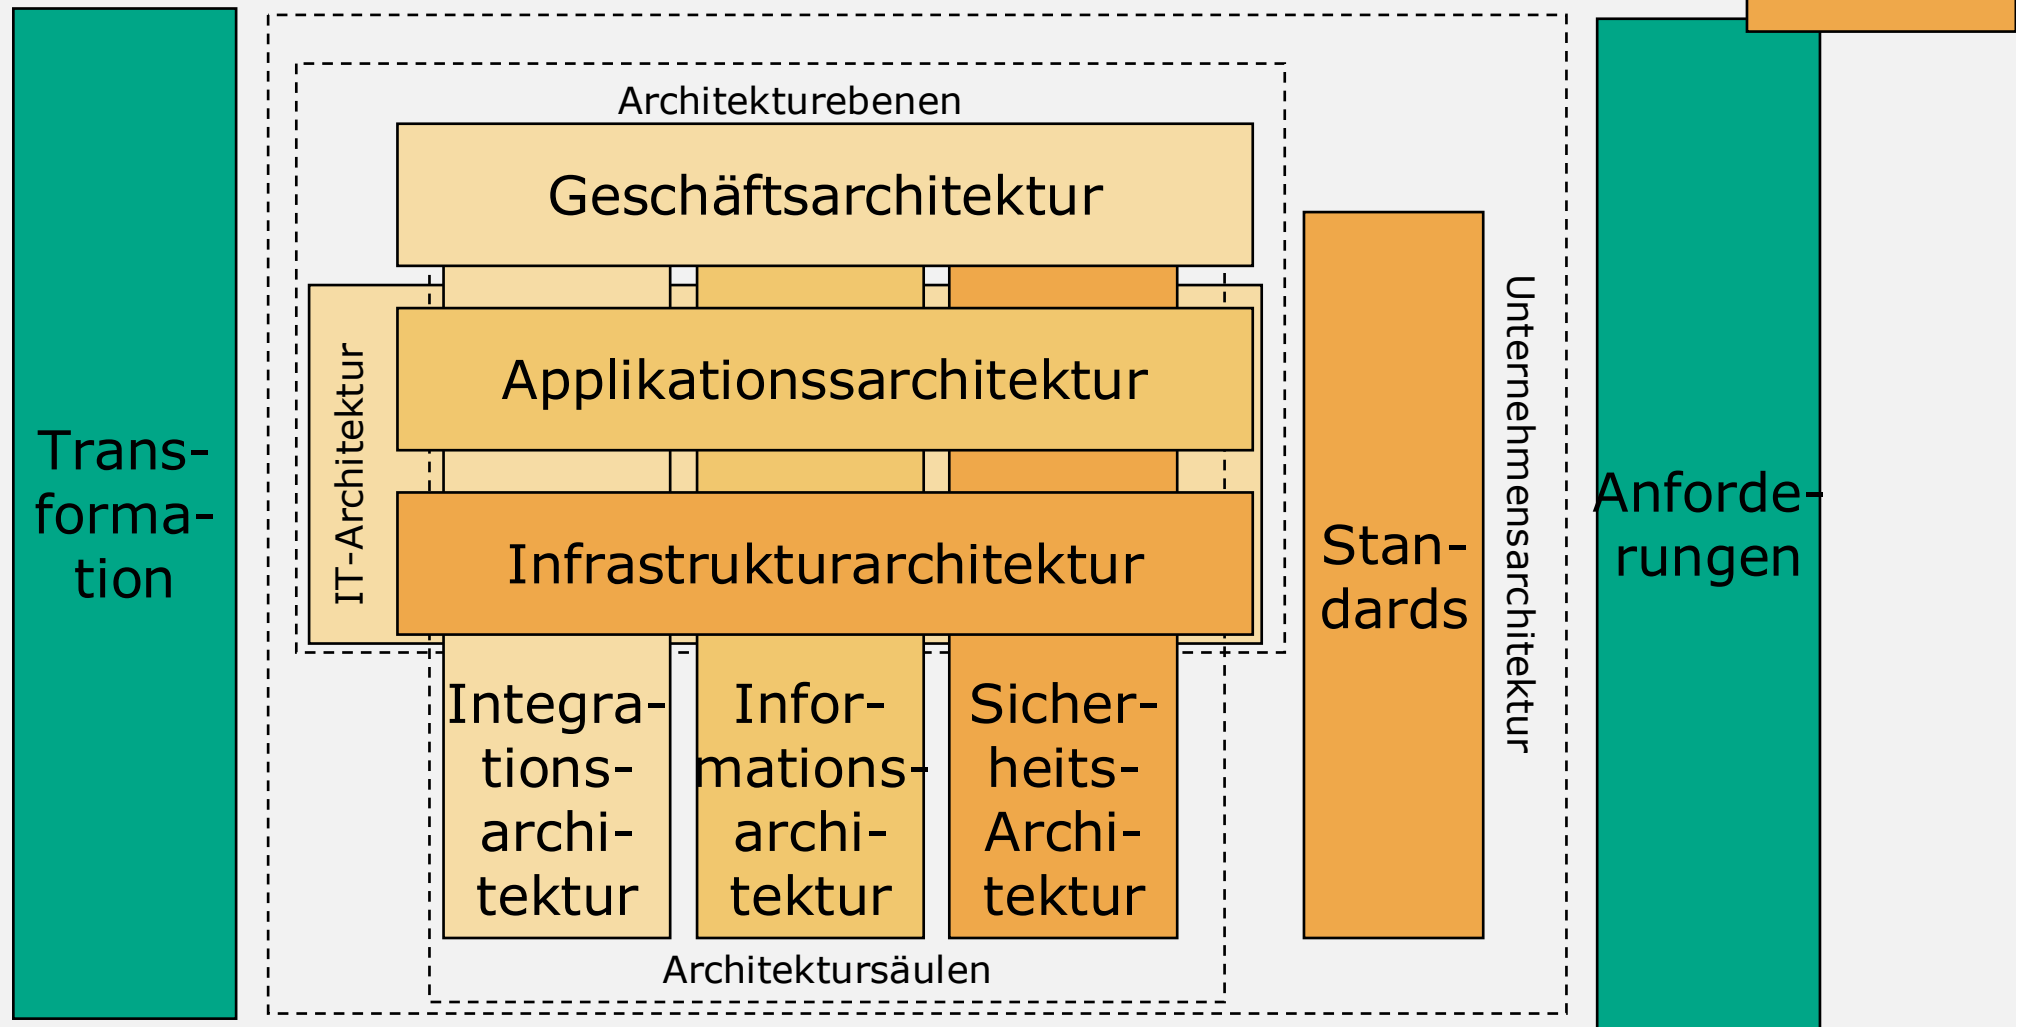 Trans-
forma-
tion
Architekturebenen
Geschäftsarchitektur
IT-Architektur
Applikationssarchitektur
Infrastrukturarchitektur
Integra-
tions-
archi-
tektur
Infor-
mations-
archi-
tektur
Sicher-
heits-
Archi-
tektur
Architektursäulen
Stan-
dards
Unternehmensarchitektur
Anforde-
rungen